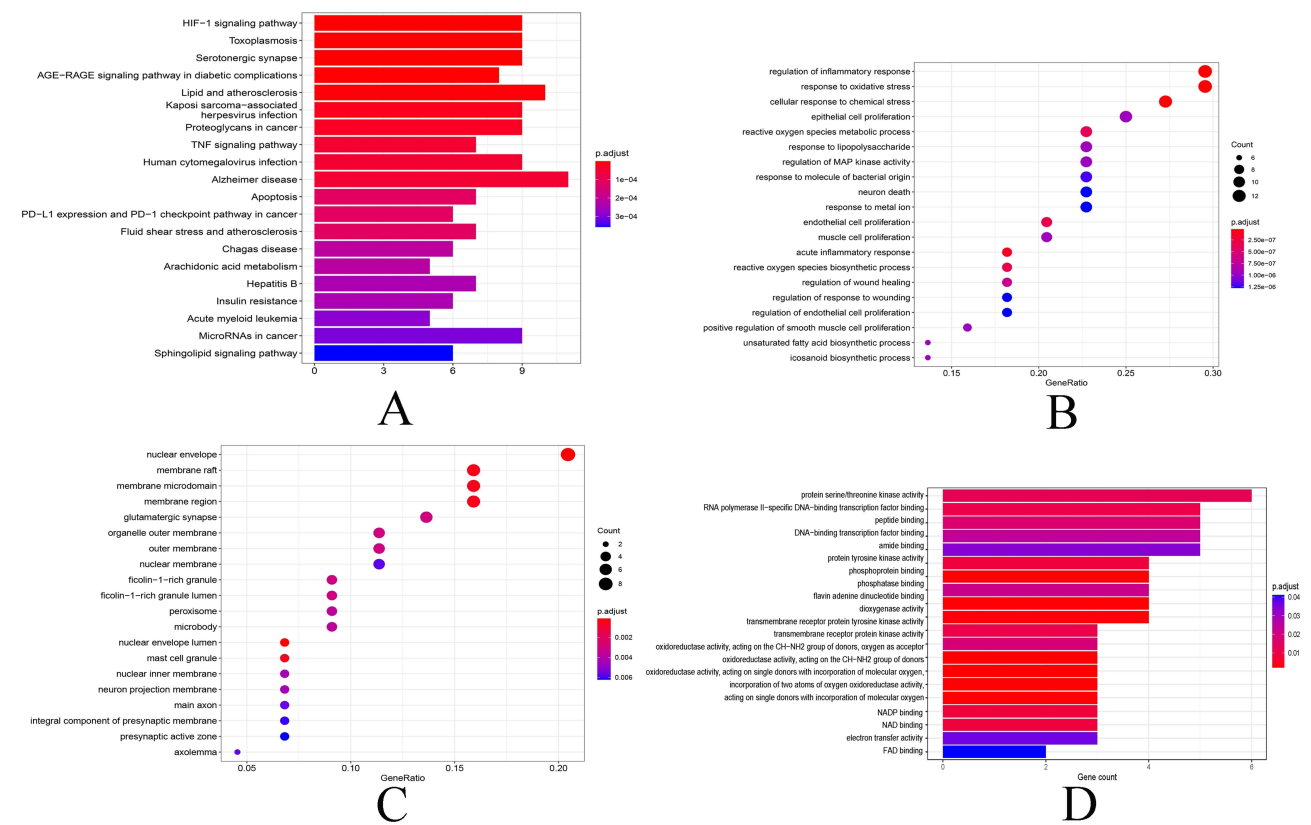 HIF−1 signaling pathway
Toxoplasmosis
Serotonergic synapse
AGE−RAGE signaling pathway in diabetic complications
Lipid and atherosclerosis
Kaposi sarcoma−associated
herpesvirus infection
Proteoglycans in cancer
TNF signaling pathway
Human cytomegalovirus infection
Alzheimer disease
Apoptosis
PD−L1 expression and PD−1 checkpoint pathway in cancer
Fluid shear stress and atherosclerosis
Chagas disease
Arachidonic acid metabolism
Hepatitis B
Insulin resistance
Acute myeloid leukemia
MicroRNAs in cancer
Sphingolipid signaling pathway
0 3 6 9
p.adjust
1e−04
2e−04
3e−04
A
regulation of inflammatory response
response to oxidative stress
cellular response to chemical stress
epithelial cell proliferation
reactive oxygen species metabolic process
response to lipopolysaccharide
regulation of MAP kinase activity
response to molecule of bacterial origin
neuron death
response to metal ion
endothelial cell proliferation
muscle cell proliferation
acute inflammatory response
reactive oxygen species biosynthetic process
regulation of wound healing
regulation of response to wounding
regulation of endothelial cell proliferation
positive regulation of smooth muscle cell proliferation
unsaturated fatty acid biosynthetic process
icosanoid biosynthetic process
0.15 0.20 0.25 0.30
GeneRatio
Count
6
8
10
12
p.adjust
2.50e−07
5.00e−07
7.50e−07
1.00e−06
1.25e−06
B
nuclear envelope
membrane raft
membrane microdomain
membrane region
glutamatergic synapse
organelle outer membrane
outer membrane
nuclear membrane
ficolin−1−rich granule
ficolin−1−rich granule lumen
peroxisome
microbody
nuclear envelope lumen
mast cell granule
nuclear inner membrane
neuron projection membrane
main axon
integral component of presynaptic membrane
presynaptic active zone
axolemma
0.05 0.10 0.15 0.20
GeneRatio
Count
2
4
6
8
p.adjust
0.002
0.004
0.006
C
protein serine/threonine kinase activity
RNA polymerase II−specific DNA−binding transcription factor binding
peptide binding
DNA−binding transcription factor binding
amide binding
protein tyrosine kinase activity
phosphoprotein binding
phosphatase binding
flavin adenine dinucleotide binding
dioxygenase activity
transmembrane receptor protein tyrosine kinase activity
transmembrane receptor protein kinase activity
oxidoreductase activity, acting on the CH−NH2 group of donors, oxygen as acceptor
oxidoreductase activity, acting on the CH−NH2 group of donors
oxidoreductase activity, acting on single donors with incorporation of molecular oxygen,
incorporation of two atoms of oxygen oxidoreductase activity,
acting on single donors with incorporation of molecular oxygen
NADP binding
NAD binding
electron transfer activity
FAD binding
0 2 4 6
Gene count
p.adjust
0.04
0.03
0.02
0.01
D